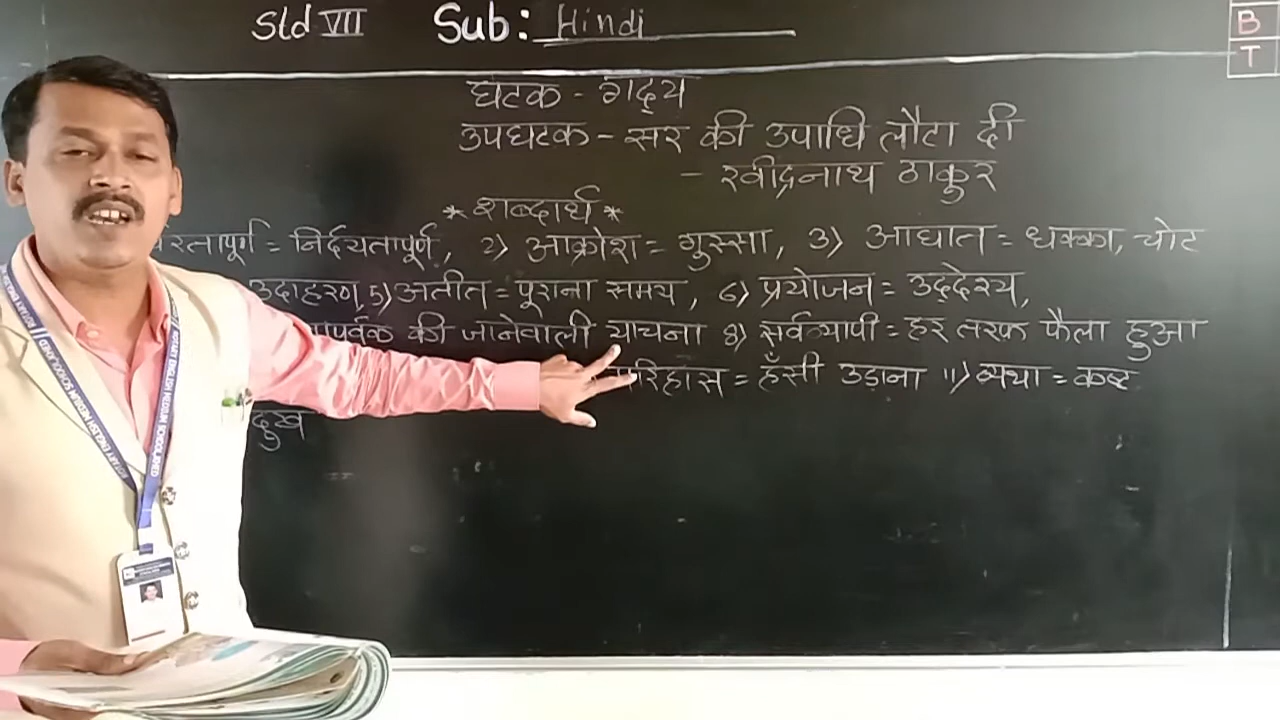 Std VII Sub: Hindi
B
T
घटक - गद्य
उपघटक - सर की उपाधि लौटा दी
- रवीद्रनाथ ठाकुर
* शब्दार्थ *
= निर्दयतापूर्ण, 2) आक्रोश = गुस्सा, 3) आघात = धक्का, चोट
उदाहरण, 5) अतीत = पूराना समय, 6) प्रयोजन = उद्देश्य,
की जानेवाली याचना 8) सर्वव्यापी = हर तरफ फैला हुआ
परिहास = हँसी उड़ाना 11) व्यथा = कष्ट
दुख